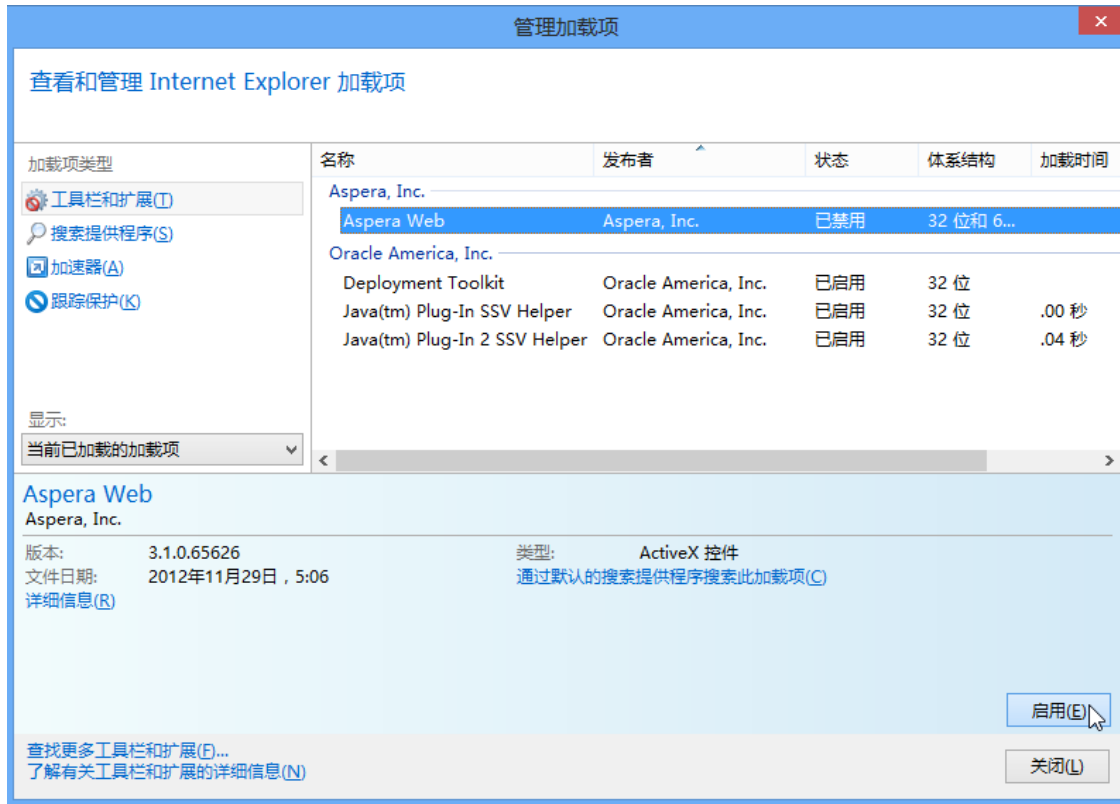 管理加载项
查看和管理 Internet Explorer 加载项
加载项类型
工具栏和扩展(T)
搜索提供程序(S)
加速器(A)
跟踪保护(K)
显示:
当前已加载的加载项
名称 发布者 状态 体系结构 加载时间
Aspera, Inc.
Aspera Web Aspera, Inc. 已禁用 32 位和 6...
Oracle America, Inc.
Deployment Toolkit Oracle America, Inc. 已启用 32 位
Java(tm) Plug-In SSV Helper Oracle America, Inc. 已启用 32 位 .00 秒
Java(tm) Plug-In 2 SSV Helper Oracle America, Inc. 已启用 32 位 .04 秒
Aspera Web
Aspera, Inc.
版本: 3.1.0.65626 类型: ActiveX 控件
文件日期: 2012年11月29日，5:06 通过默认的搜索提供程序搜索此加载项(C)
详细信息(R)
启用(E)
查找更多工具栏和扩展(F)...
了解有关工具栏和扩展的详细信息(N)
关闭(L)